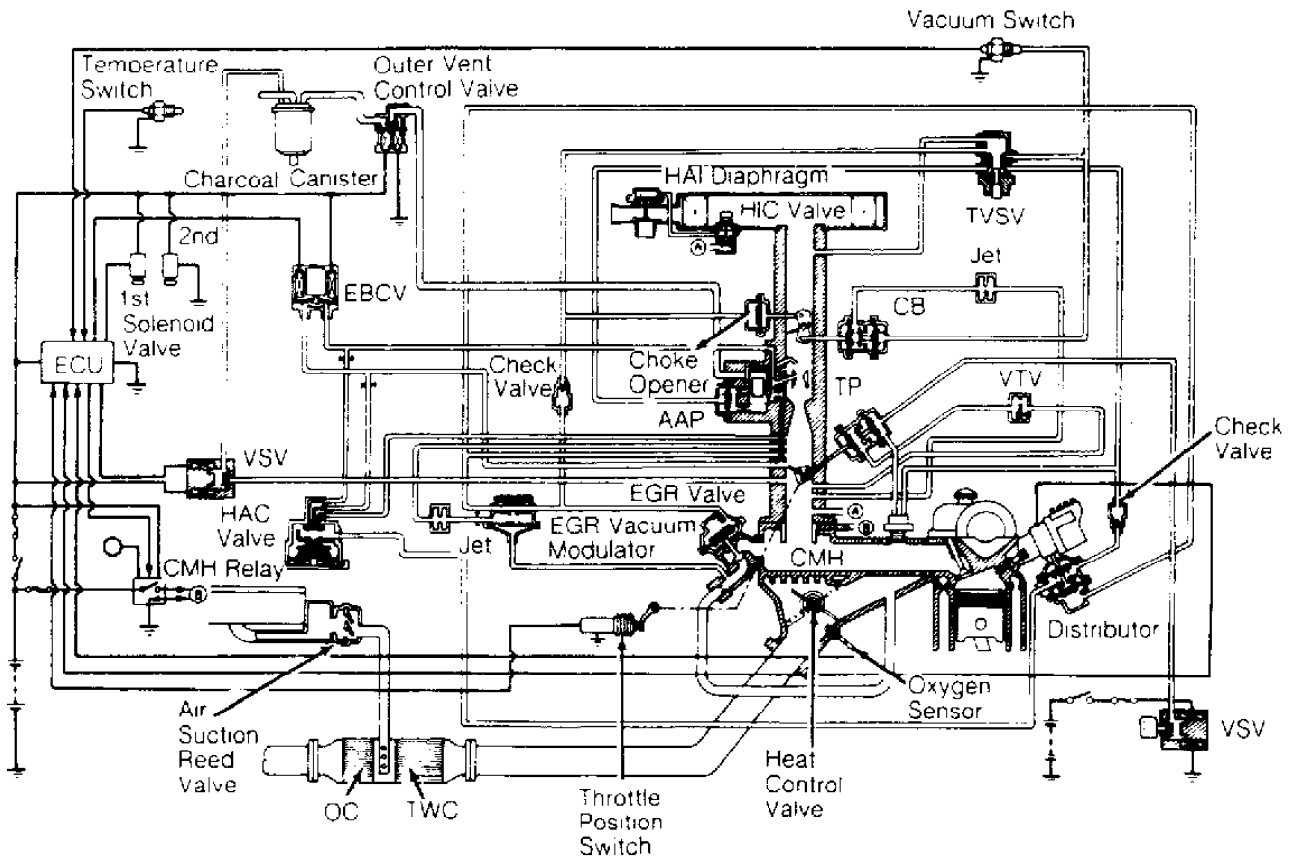 Vacuum Switch
Temperature
Switch
Outer Vent
Control Valve
Charcoal Canister
HAI Diaphragm
HIC Valve
TVSV
2nd
Jet
EBCV
CB
1st
Solenoid
Valve
ECU
Check
Valve
Choke
Opener
TP
VTV
AAP
Check
Valve
VSV
EGR Valve
HAC
Valve
Jet
EGR Vacuum
Modulator
A
A
B
CMH
CMH Relay
B
Distributor
Air
Suction
Reed
Valve
Oxygen
Sensor
VSV
Heat
Control
Valve
OC
TWC
Throttle
Position
Switch